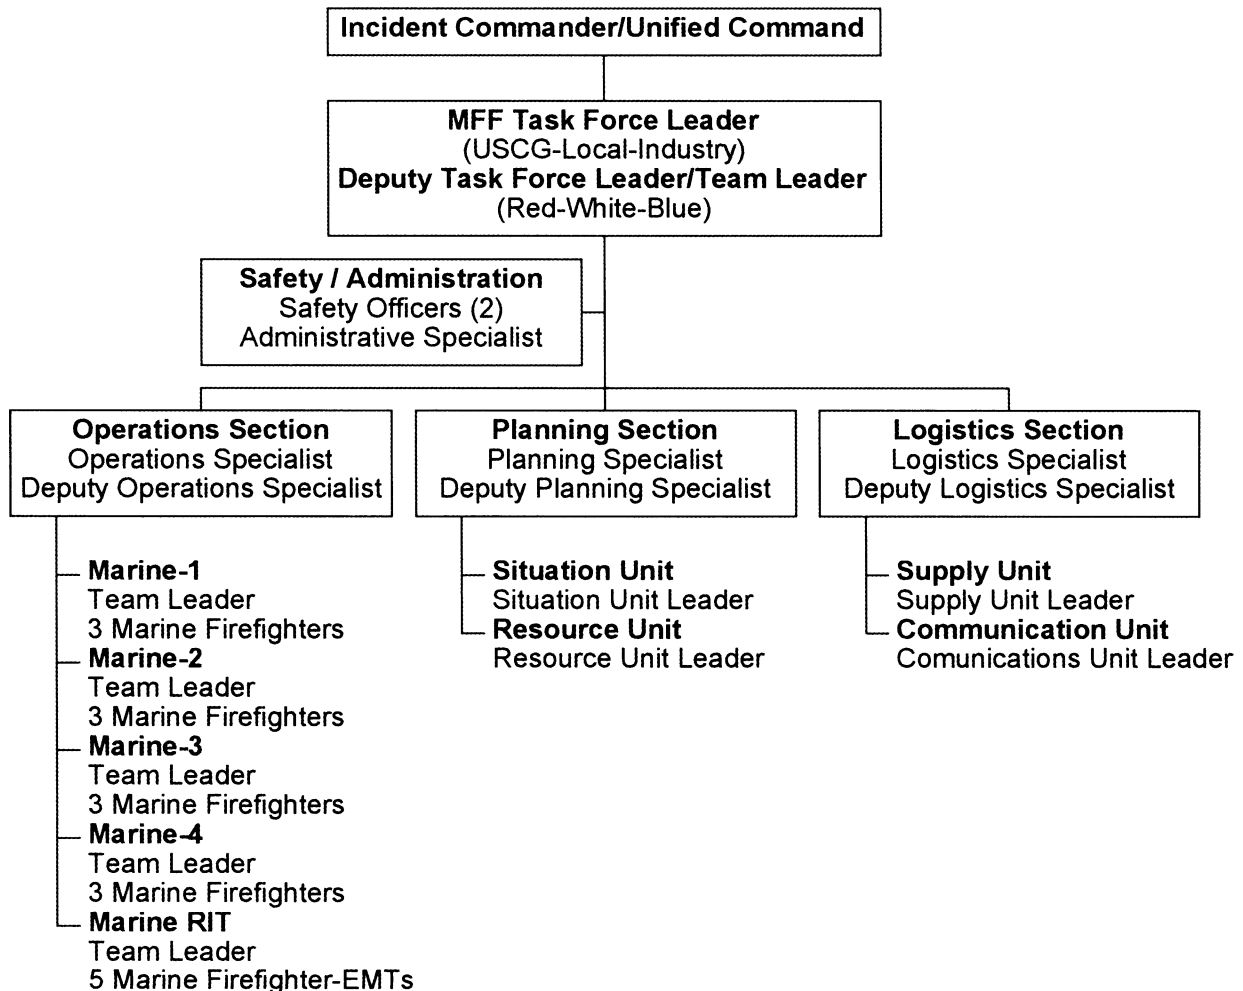 Incident Commander/Unified Command
MFF Task Force Leader
(USCG-Local-Industry)
Deputy Task Force Leader/Team Leader
(Red-White-Blue)
Safety / Administration
Safety Officers (2)
Administrative Specialist
Operations Section
Operations Specialist
Deputy Operations Specialist
Planning Section
Planning Specialist
Deputy Planning Specialist
Logistics Section
Logistics Specialist
Deputy Logistics Specialist
Marine-1
Team Leader
3 Marine Firefighters
Marine-2
Team Leader
3 Marine Firefighters
Marine-3
Team Leader
3 Marine Firefighters
Marine-4
Team Leader
3 Marine Firefighters
Marine RIT
Team Leader
5 Marine Firefighter-EMTs
Situation Unit
Situation Unit Leader
Resource Unit
Resource Unit Leader
Supply Unit
Supply Unit Leader
Communication Unit
Comunications Unit Leader